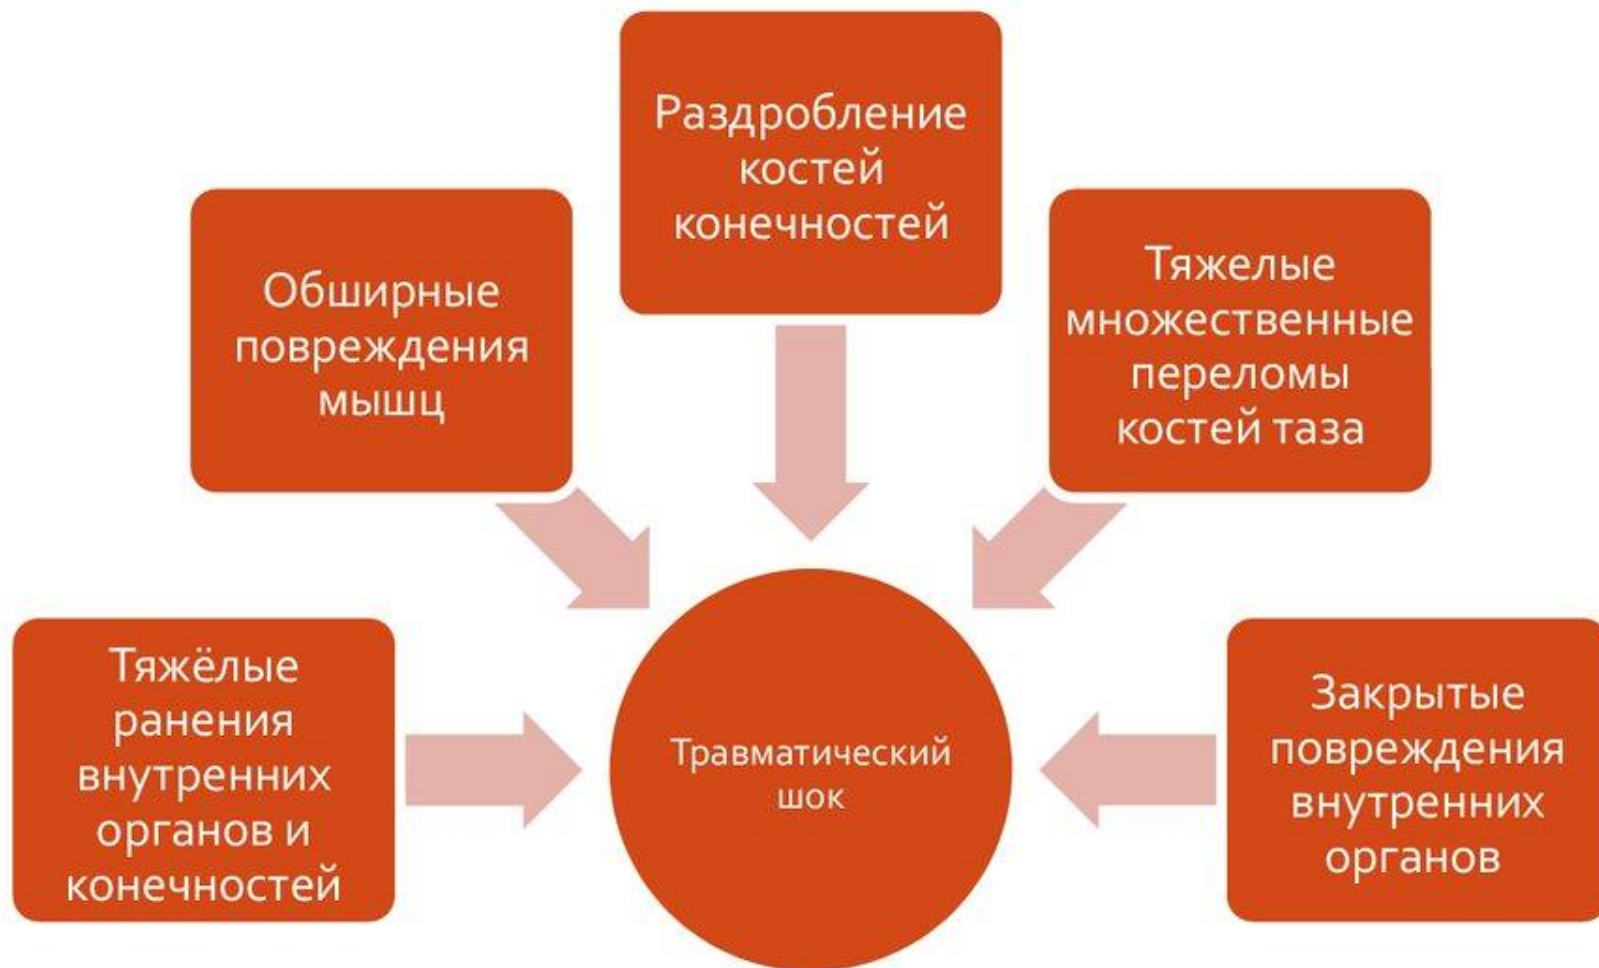 Раздробление
костей
конечностей
Обширные
повреждения
мышц
Тяжелые
множественные
переломы
костей таза
Тяжёлые
ранения
внутренних
органов и
конечностей
Травматический
шок
Закрытые
повреждения
внутренних
органов